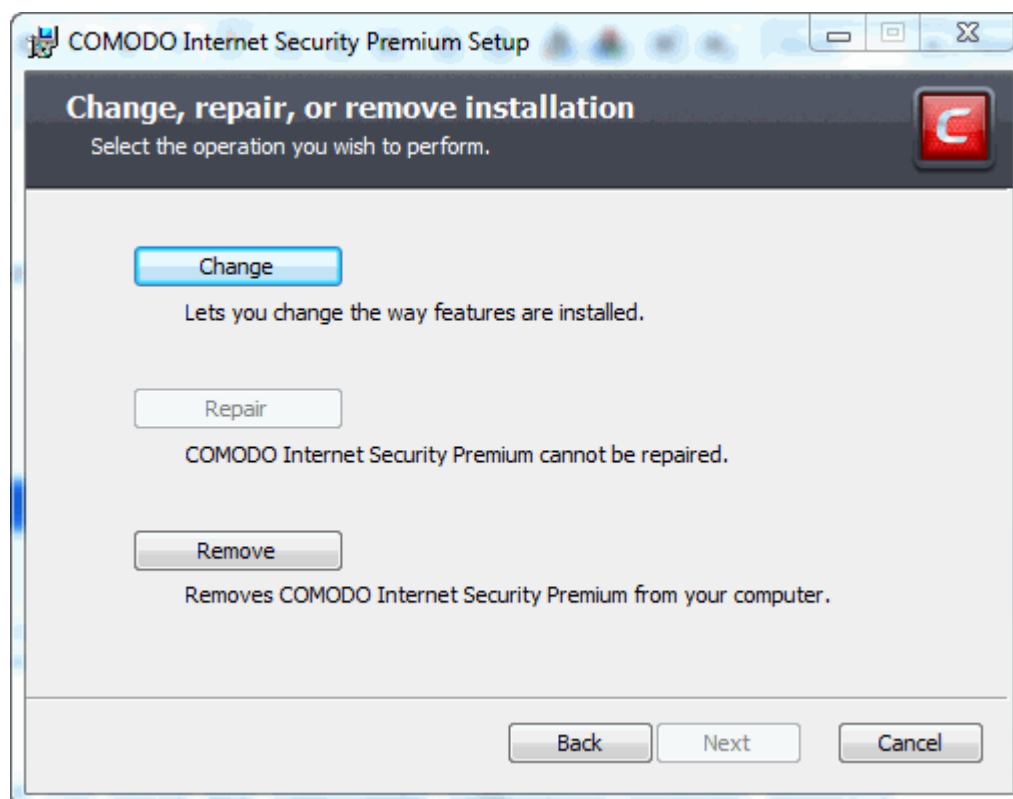 COMODO Internet Security Premium Setup
Change, repair, or remove installation
Select the operation you wish to perform.
Change
Lets you change the way features are installed.
Repair
COMODO Internet Security Premium cannot be repaired.
Remove
Removes COMODO Internet Security Premium from your computer.
Back Next Cancel